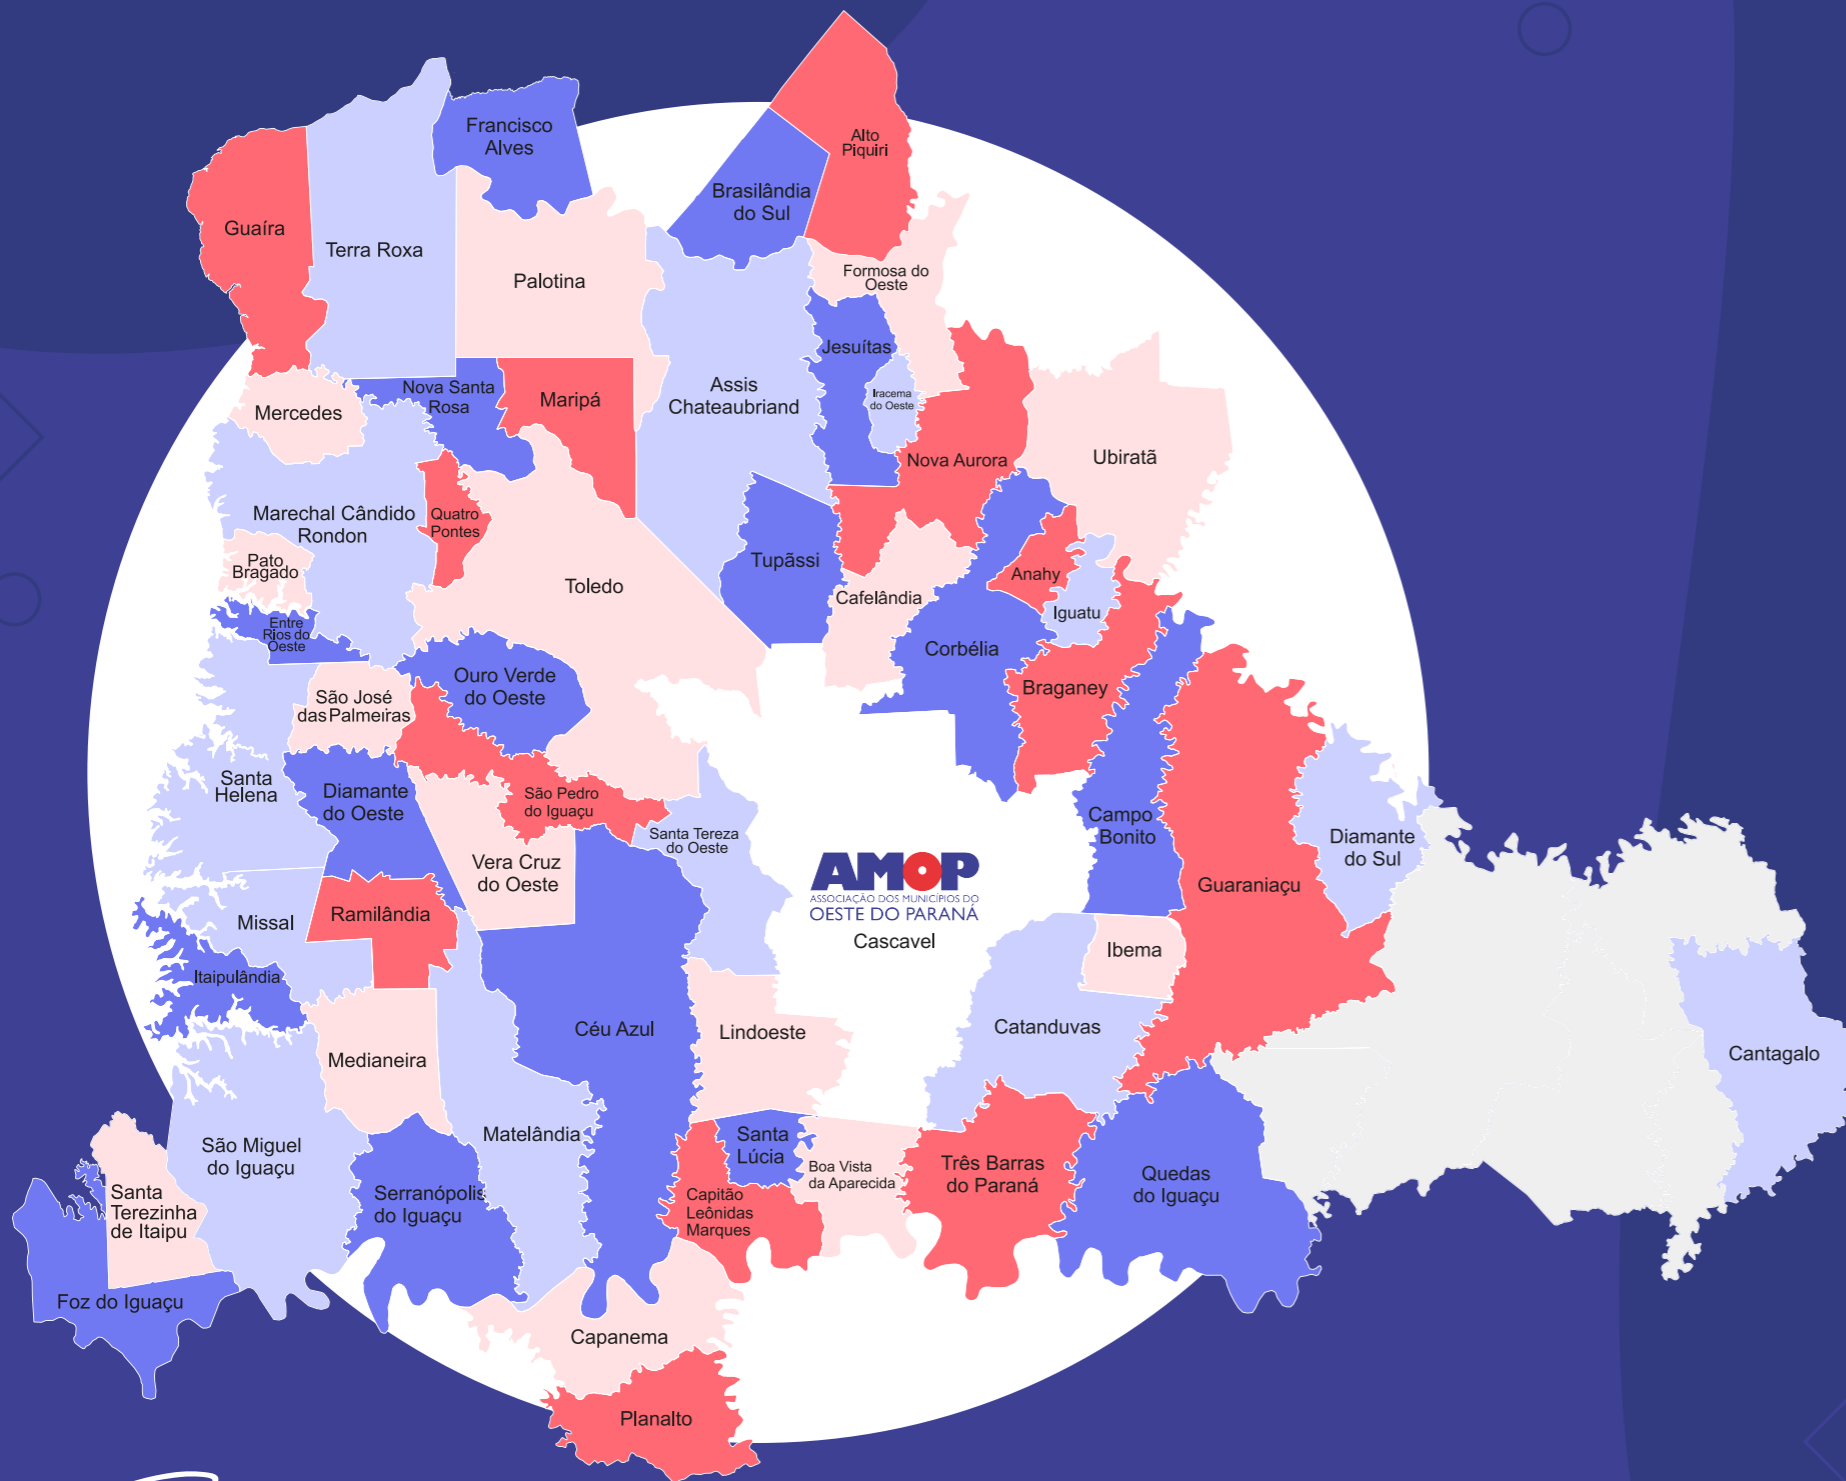 Francisco
Alves
Alto
Piquiri
Brasilândia
do Sul
Guaíra
Terra Roxa
Palotina
Formosa do
Oeste
Jesuítas
Nova Santa
Rosa
Maripá
Assis
Chateaubriand
Iracema
do Oeste
Mercedes
Nova Aurora
Ubiratã
Marechal Cândido
Rondon
Quatro
Pontes
Pato
Bragado
Toledo
Tupãssi
Cafelândia
Anahy
Iguatu
Entre
Rios do
Oeste
Corbélia
Ouro Verde
do Oeste
São José
das Palmeiras
Braganey
Santa
Helena
Diamante
do Oeste
São Pedro
do Iguaçu
Santa Tereza
do Oeste
Campo
Bonito
Diamante
do Sul
Vera Cruz
do Oeste
AMOP
ASSOCIAÇÃO DOS MUNICÍPIOS DO
OESTE DO PARANÁ
Cascavel
Guaraniaçu
Missal
Ramilândia
Ibema
Itaipulândia
Céu Azul
Lindoeste
Catanduvas
Medianeira
Cantagalo
São Miguel
do Iguaçu
Matelândia
Santa
Lúcia
Boa Vista
da Aparecida
Três Barras
do Paraná
Quedas
do Iguaçu
Santa
Terezinha
de Itaipu
Serranópolis
do Iguaçu
Capitão
Leônidas
Marques
Foz do Iguaçu
Capanema
Planalto